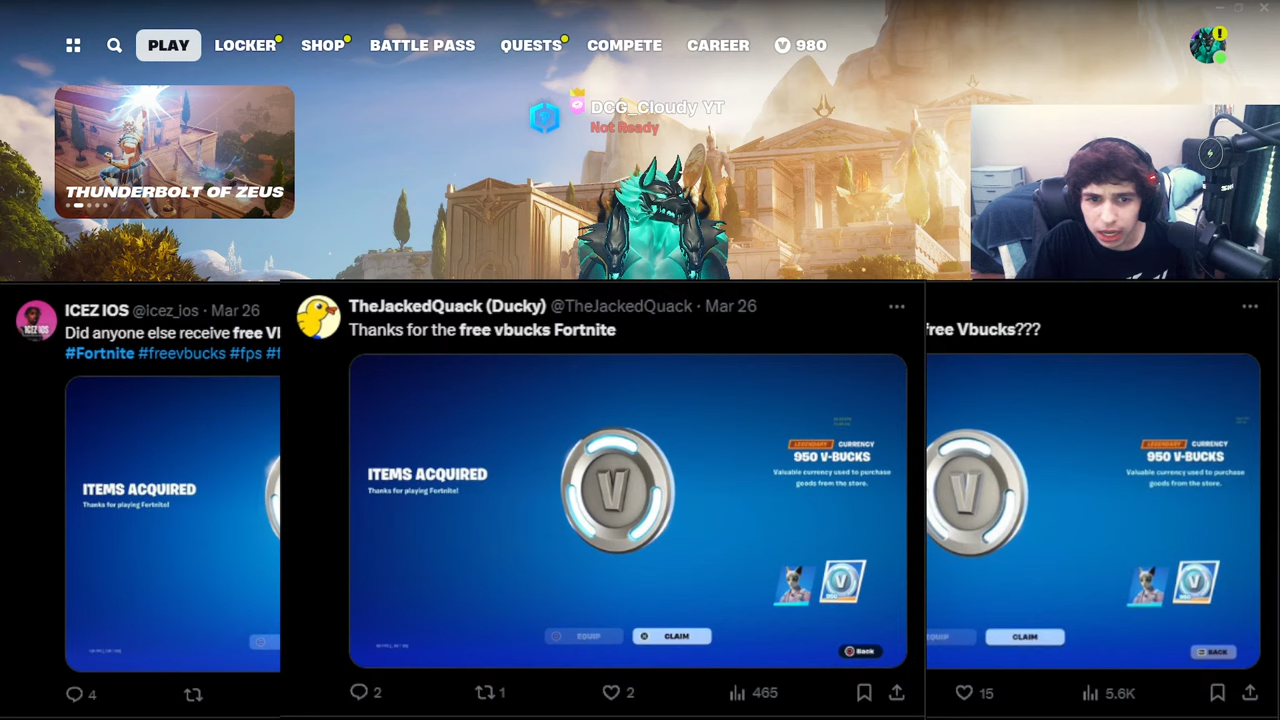 PLAY
LOCKER
SHOP
BATTLE PASS
QUESTS
COMPETE
CAREER
980
THUNDERBOLT OF ZEUS
DCG_Cloudy YT
Not Ready
ICEZ IOS @icez_ios · Mar 26
Did anyone else receive free
#Fortnite #freevbucks #fps
ITEMS ACQUIRED
Thanks for playing Fortnite!
4
TheJackedQuack (Ducky) @TheJackedQuack · Mar 26
Thanks for the free vbucks Fortnite
ITEMS ACQUIRED
Thanks for playing Fortnite!
LEGENDARY CURRENCY
950 V-BUCKS
Valuable currency used to purchase
goods from the store.
EQUIP
CLAIM
Back
2
1
2
465
free Vbucks???
LEGENDARY CURRENCY
950 V-BUCKS
Valuable currency used to purchase
goods from the store.
EQUIP
CLAIM
BACK
15
5.6K